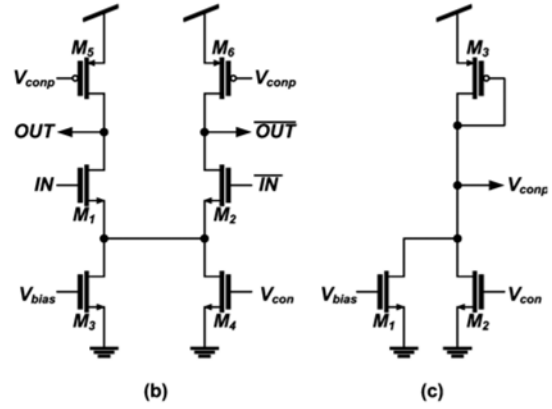 M5 M6 M3
Vconp Vconp
OUT OUT
Vconp
IN IN
M1 M2
Vbias Vcon Vbias Vcon
M3 M4 M1 M2
(b) (c)